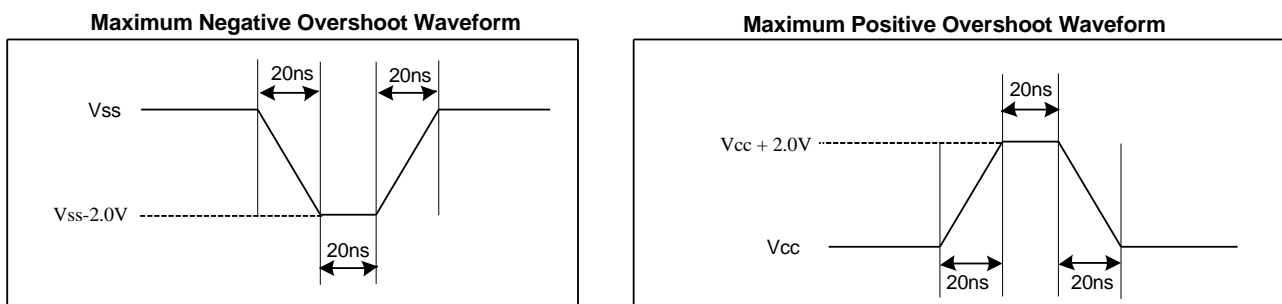 Maximum Negative Overshoot Waveform
20ns 20ns
Vss
Vss-2.0V
20ns
Maximum Positive Overshoot Waveform
20ns
Vcc + 2.0V
Vcc
20ns 20ns